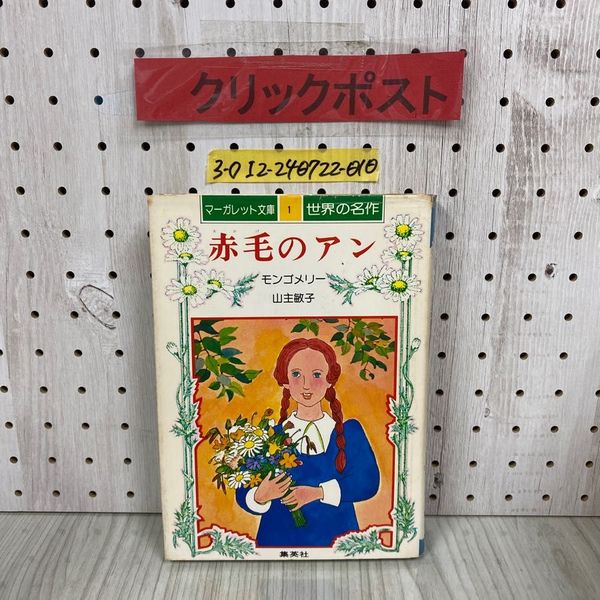 クリックポスト
3-0 I2-240722-010
マーガレット文庫 1 世界の名作
赤毛のアン
モンゴメリー
山主敏子
集英社